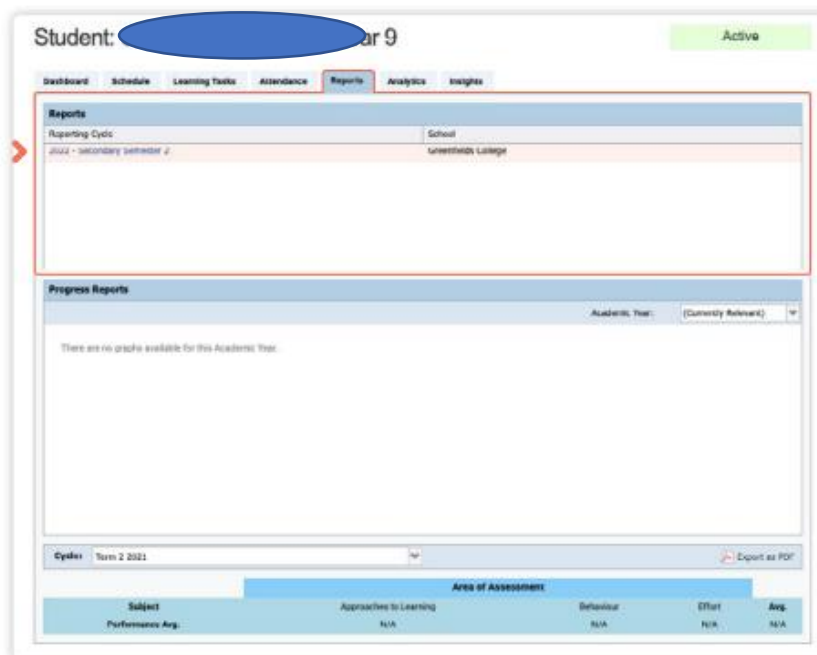 Student: ar 9
Active
Dashboard Schedule Learning Tasks Attendance Reports Analytics Insights
Reports
Reporting Cycle School
2022 - Secondary Semester 2 Greenfields College
Progress Reports
Academic Year: (Currently Relevant)
There are no graphs available for this Academic Year.
Cycle: Term 2 2021 Export as PDF
Area of Assessment
Subject Approaches to Learning Behaviour Effort Avg.
Performance Avg. N/A N/A N/A N/A